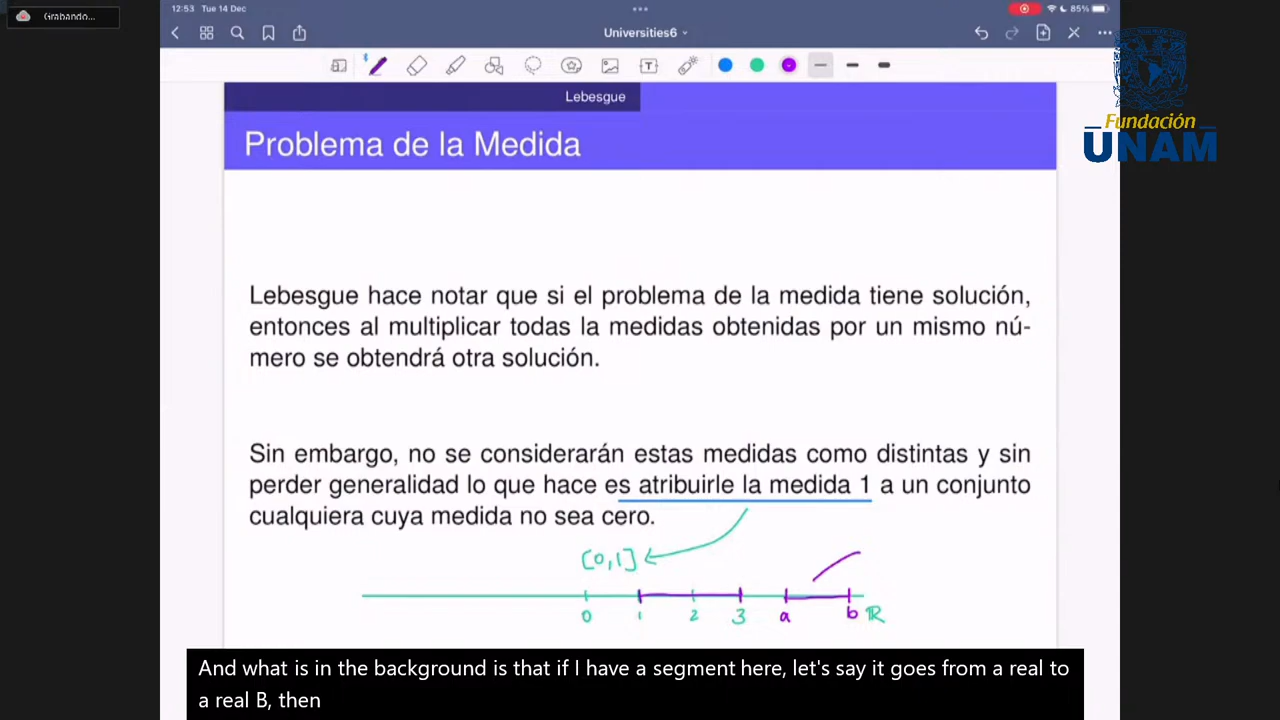 Grabando...
12:53 Tue 14 Dec
85%
Universities6
Fundación
UNAM
Lebesgue
Problema de la Medida
Lebesgue hace notar que si el problema de la medida tiene solución,
entonces al multiplicar todas la medidas obtenidas por un mismo nú-
mero se obtendrá otra solución.
Sin embargo, no se considerarán estas medidas como distintas y sin
perder generalidad lo que hace es atribuirle la medida 1 a un conjunto
cualquiera cuya medida no sea cero.
[0,1]
0 1 2 3 a b ℝ
And what is in the background is that if I have a segment here, let's say it goes from a real to
a real B, then